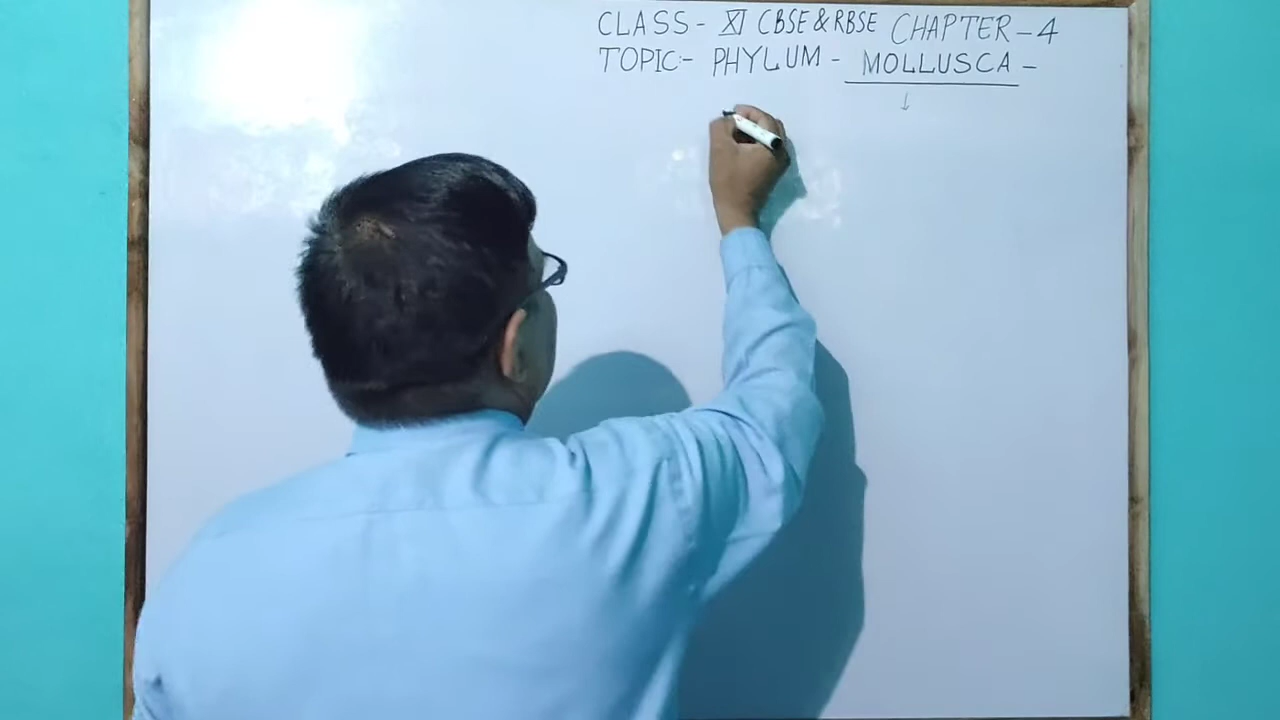 CLASS- XI CBSE & RBSE CHAPTER-4
TOPIC:- PHYLUM - MOLLUSCA -
↓